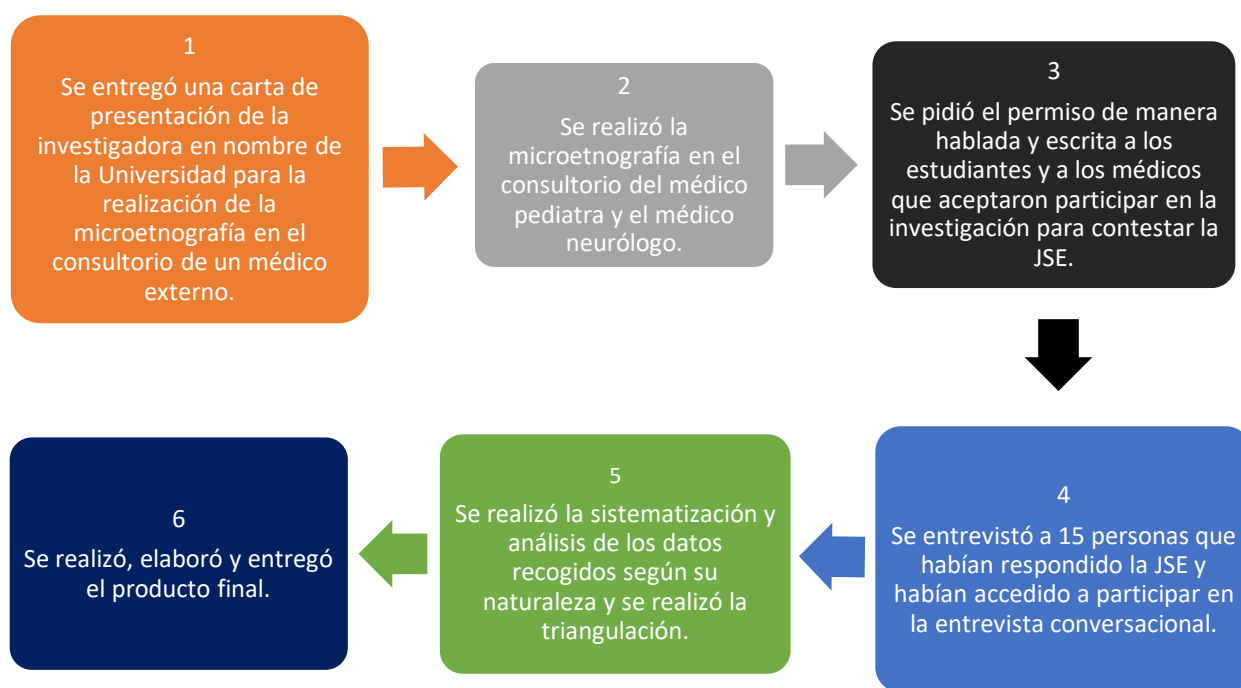 1
Se entregó una carta de
presentación de la
investigadora en nombre de
la Universidad para la
realización de la
microetnografía en el
consultorio de un médico
externo.
2
Se realizó la
microetnografía en el
consultorio del médico
pediatra y el médico
neurólogo.
3
Se pidió el permiso de manera
hablada y escrita a los
estudiantes y a los médicos
que aceptaron participar en la
investigación para contestar la
JSE.
4
Se entrevistó a 15 personas que
habían respondido la JSE y
habían accedido a participar en
la entrevista conversacional.
5
Se realizó la sistematización y
análisis de los datos
recogidos según su
naturaleza y se realizó la
triangulación.
6
Se realizó, elaboró y entregó
el producto final.